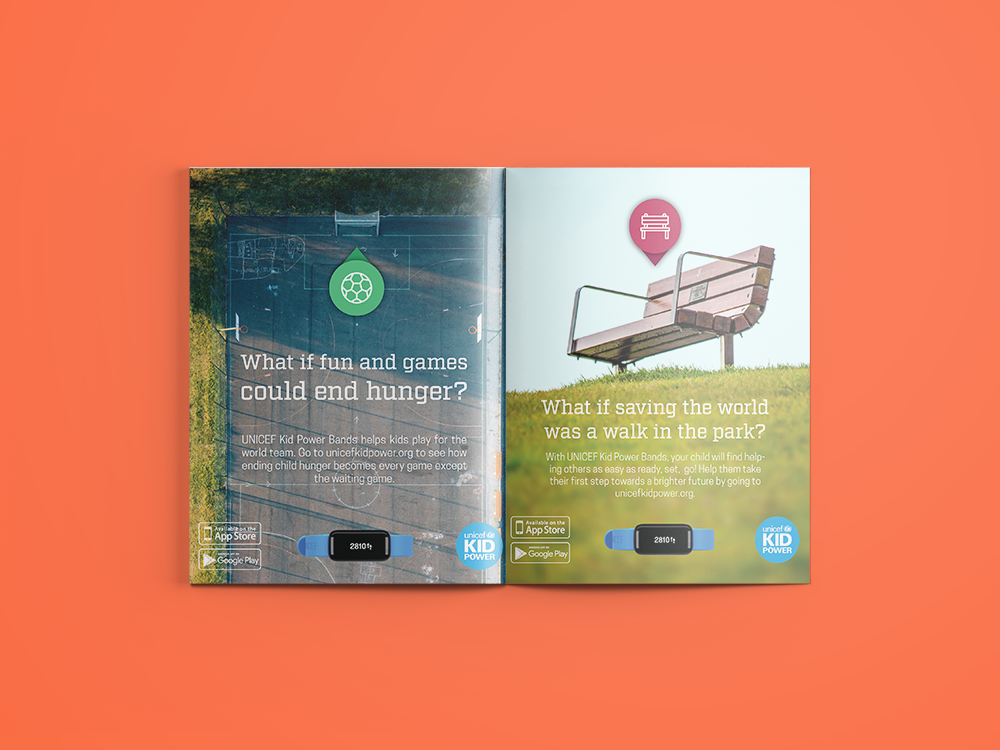 What if fun and games
could end hunger?
UNICEF Kid Power Bands helps kids play for the
world team. Go to unicefkidpower.org to see how
ending child hunger becomes every game except
the waiting game.
Available on the
App Store
Google Play
2810
unicef
KID
POWER
What if saving the world
was a walk in the park?
With UNICEF Kid Power Bands, your child will find help-
ing others as easy as ready, set, go! Help them take
their first step towards a brighter future by going to
unicefkidpower.org.
Available on the
App Store
Google Play
2810
unicef
KID
POWER